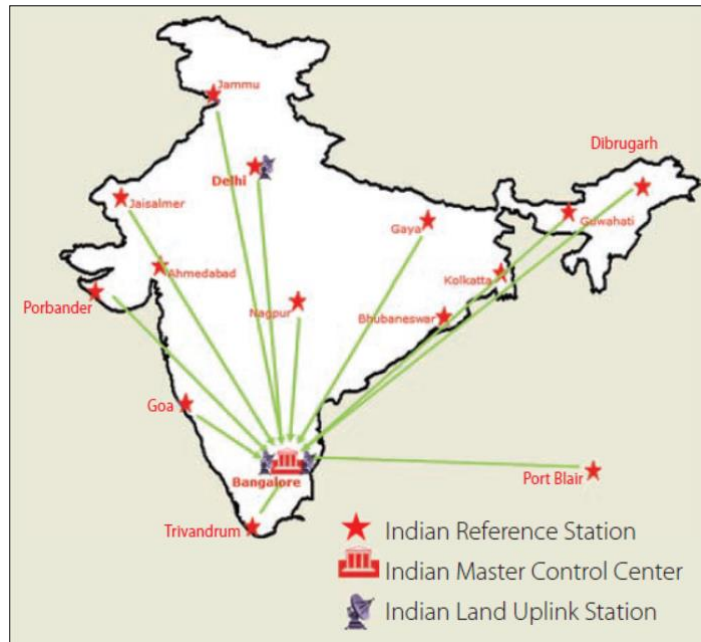 Jammu
Dibrugarh
Delhi
Jaisalmer
Guwahati
Gaya
Ahmedabad
Kolkatta
Porbander
Nagpur
Bhubaneswar
Goa
Bangalore
Port Blair
Trivandrum
Indian Reference Station
Indian Master Control Center
Indian Land Uplink Station